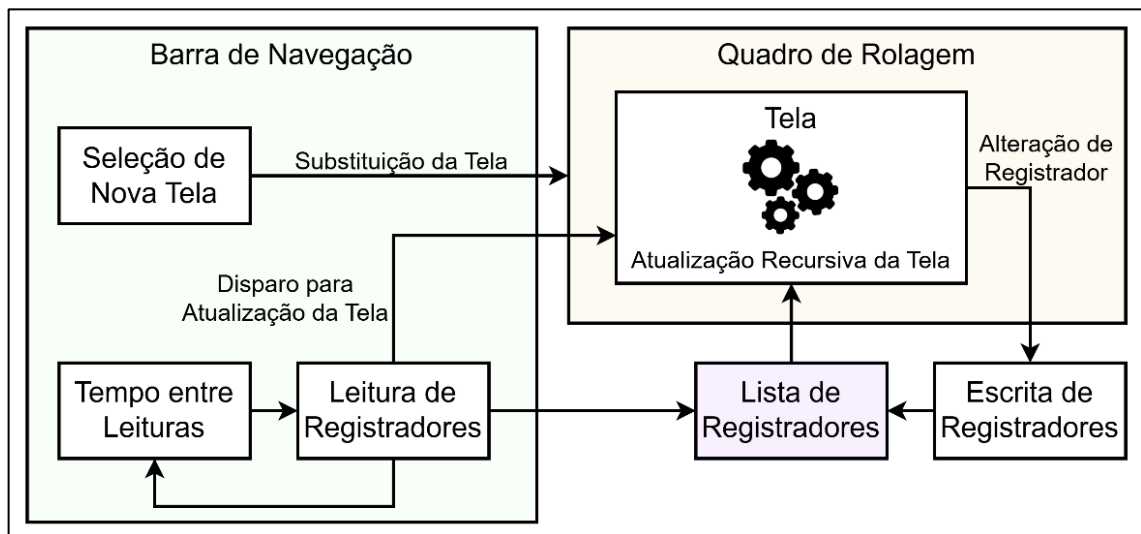 Barra de Navegação
Seleção de
Nova Tela
Substituição da Tela
Disparo para
Atualização da Tela
Tempo entre
Leituras
Leitura de
Registradores
Quadro de Rolagem
Tela
Atualização Recursiva da Tela
Alteração de
Registrador
Lista de
Registradores
Escrita de
Registradores